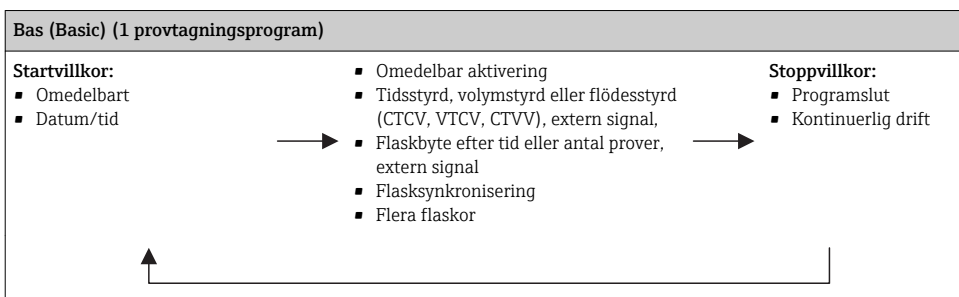 Bas (Basic) (1 provtagningsprogram)
Startvillkor:
▪ Omedelbart
▪ Datum/tid
▪ Omedelbar aktivering
▪ Tidsstyrd, volymstyrd eller flödesstyrd
(CTCV, VTCV, CTVV), extern signal,
▪ Flaskbyte efter tid eller antal prover,
extern signal
▪ Flasksynkronisering
▪ Flera flaskor
Stoppvillkor:
▪ Programslut
▪ Kontinuerlig drift